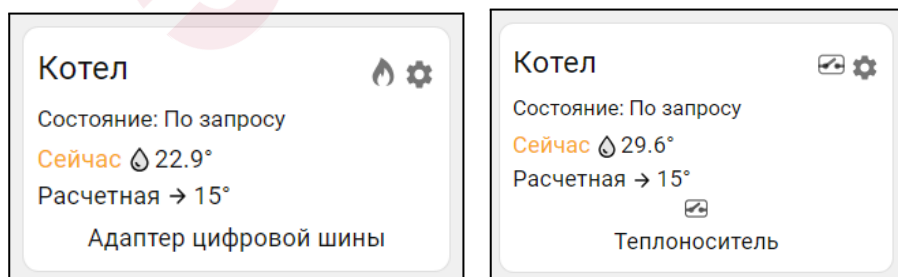 Котел
Состояние: По запросу
Сейчас 22.9°
Расчетная → 15°
Адаптер цифровой шины
Котел
Состояние: По запросу
Сейчас 29.6°
Расчетная → 15°
Теплоноситель